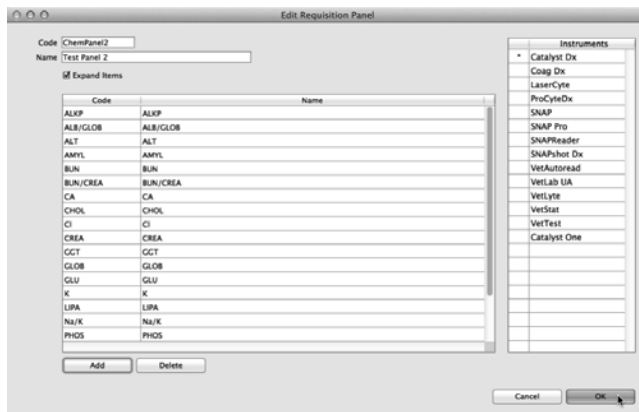 Edit Requisition Panel
Code ChemPanel2
Name Test Panel 2
Expand Items
Code Name
ALKP ALKP
ALB/GLOB ALB/GLOB
ALT ALT
AMYL AMYL
BUN BUN
BUN/CREA BUN/CREA
CA CA
CHOL CHOL
Cl Cl
CREA CREA
GGT GGT
GLOB GLOB
GLU GLU
K K
LIPA LIPA
Na/K Na/K
PHOS PHOS
Add Delete
Instruments
* Catalyst Dx
Coag Dx
LaserCyte
ProCyteDx
SNAP
SNAP Pro
SNAPReader
SNAPshot Dx
VetAutoread
VetLab UA
VetLyte
VetStat
VetTest
Catalyst One
Cancel OK